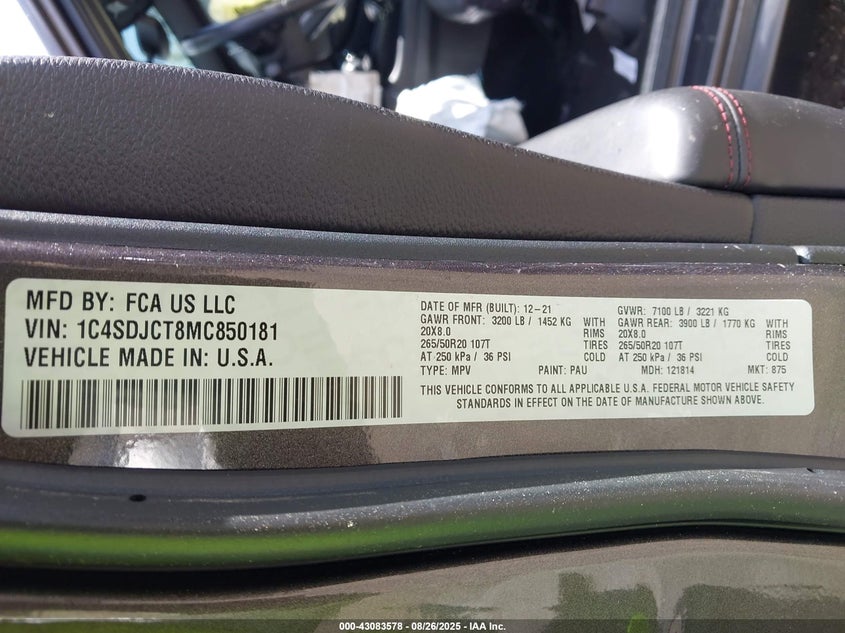 MFD BY: FCA US LLC
VIN: 1C4SDJCT8MC850181
VEHICLE MADE IN: U.S.A.
DATE OF MFR (BUILT): 12-21 GVWR: 7100 LB / 3221 KG
GAWR FRONT: 3200 LB / 1452 KG WITH GAWR REAR: 3900 LB / 1770 KG WITH
20X8.0 RIMS 20X8.0 RIMS
265/50R20 107T TIRES 265/50R20 107T TIRES
AT 250 kPa / 36 PSI COLD AT 250 kPa / 36 PSI COLD
TYPE: MPV PAINT: PAU MDH: 121814 MKT: 875
THIS VEHICLE CONFORMS TO ALL APPLICABLE U.S.A. FEDERAL MOTOR VEHICLE SAFETY
STANDARDS IN EFFECT ON THE DATE OF MANUFACTURE SHOWN ABOVE.
000-43083578 - 08/26/2025 - IAA Inc.